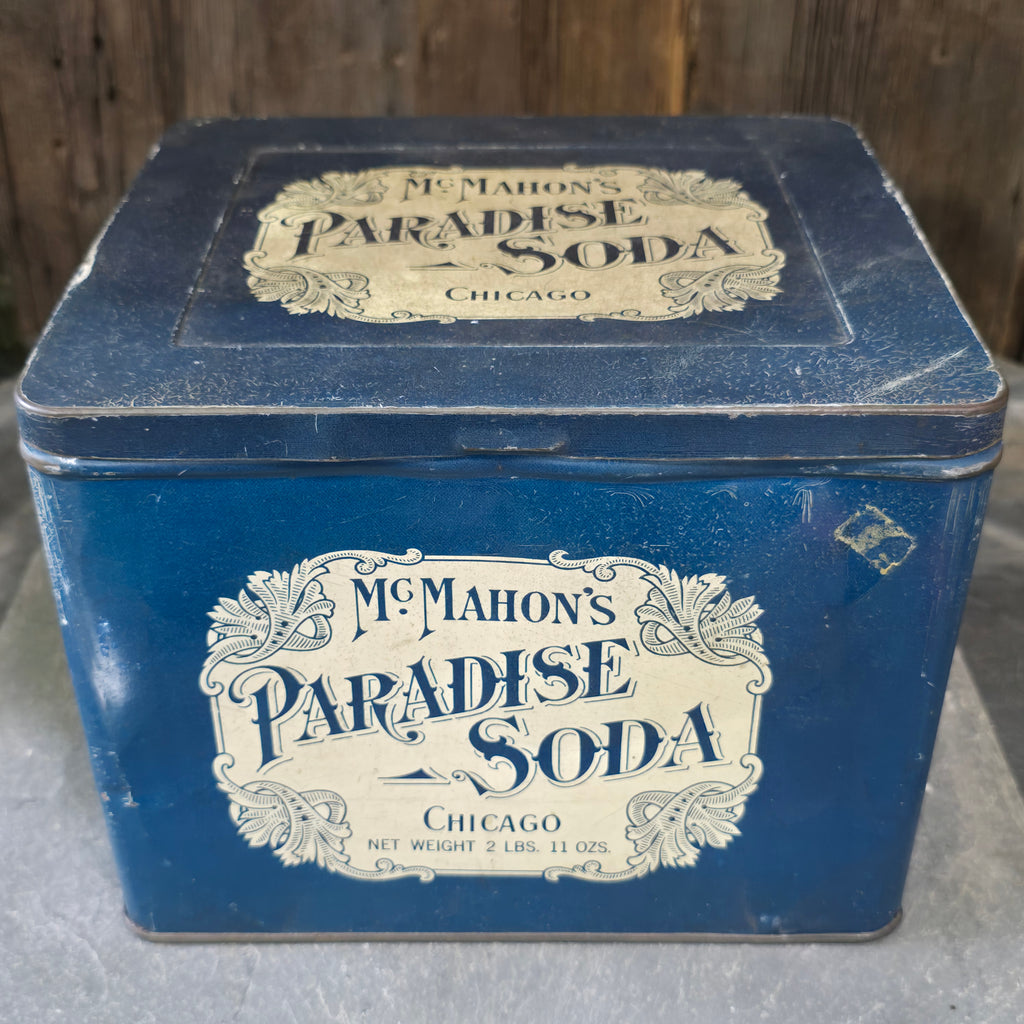 McMAHON'S
PARADISE
SODA
CHICAGO
McMAHON'S
PARADISE
SODA
CHICAGO
NET WEIGHT 2 LBS. 11 OZS.